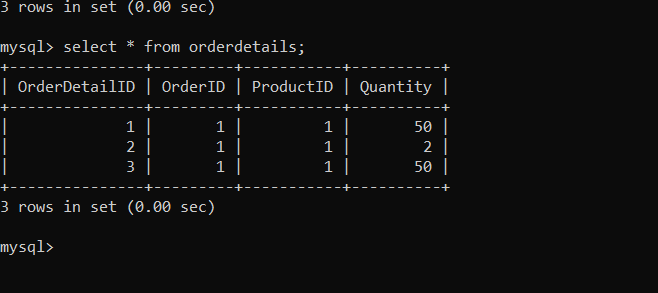 3 rows in set (0.00 sec)
mysql> select * from orderdetails;
+---------------+---------+-----------+----------+
| OrderDetailID | OrderID | ProductID | Quantity |
+---------------+---------+-----------+----------+
|             1 |       1 |         1 |       50 |
|             2 |       1 |         1 |        2 |
|             3 |       1 |         1 |       50 |
+---------------+---------+-----------+----------+
3 rows in set (0.00 sec)
mysql>